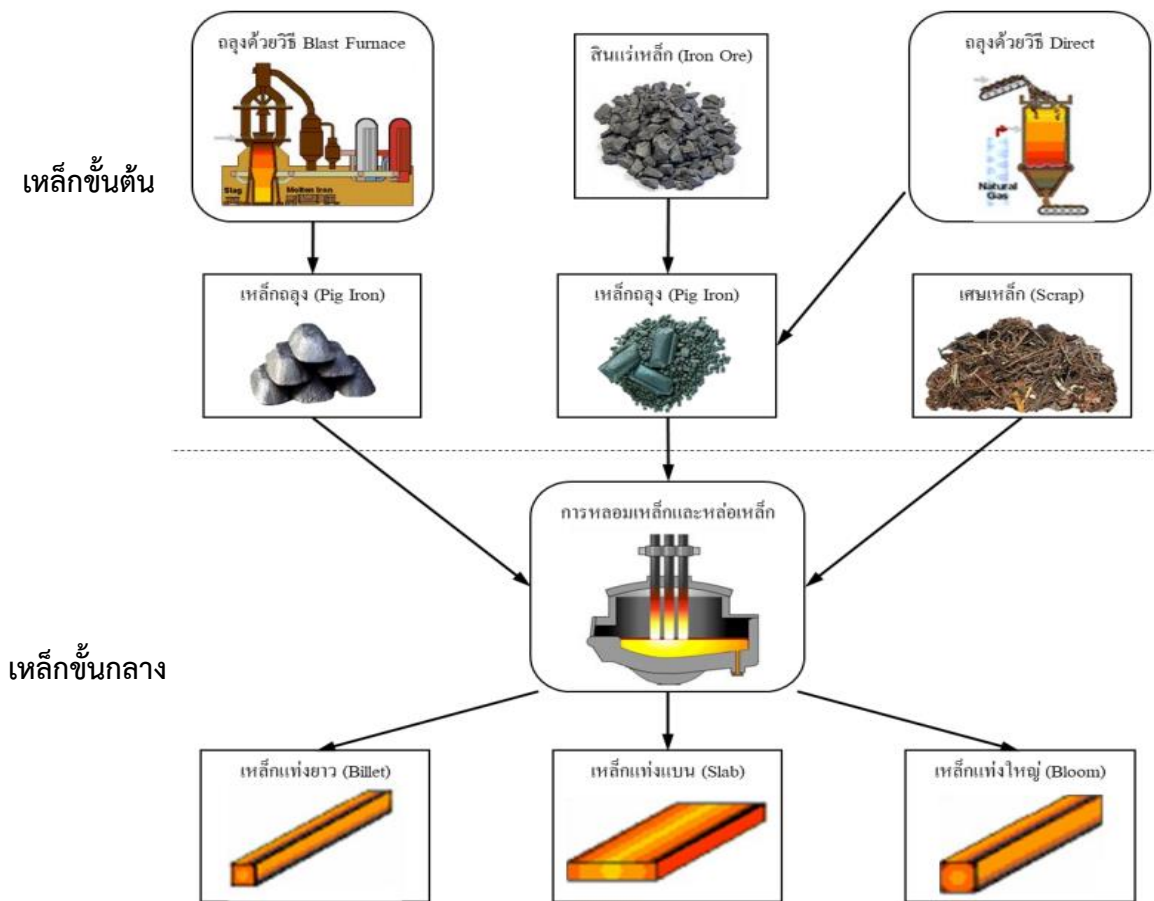 ถลุงด้วยวิธี Blast Furnace
สินแร่เหล็ก (Iron Ore)
ถลุงด้วยวิธี Direct
เหล็กขั้นต้น
Slag
Molten Iron
Natural
Gas
เหล็กถลุง (Pig Iron)
เหล็กถลุง (Pig Iron)
เศษเหล็ก (Scrap)
การหลอมเหล็กและหล่อเหล็ก
เหล็กขั้นกลาง
เหล็กแท่งยาว (Billet)
เหล็กแท่งแบน (Slab)
เหล็กแท่งใหญ่ (Bloom)